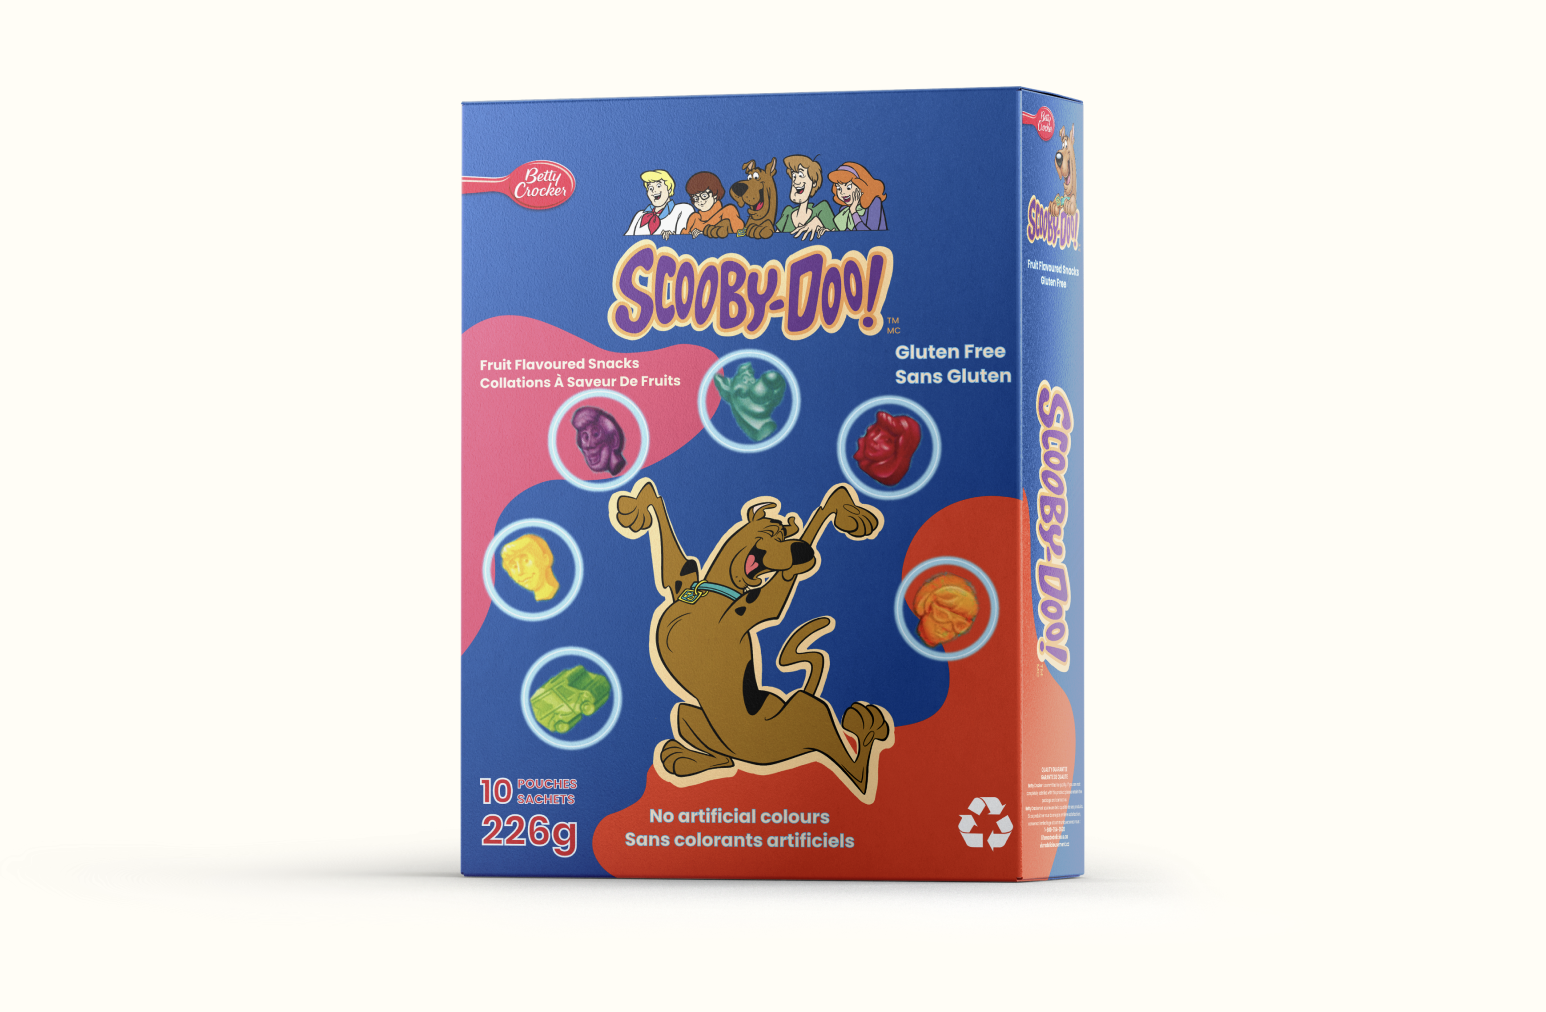 Betty
Crocker
SCOOBY-DOO!
TM
MC
Fruit Flavoured Snacks
Collations À Saveur De Fruits
Gluten Free
Sans Gluten
10 POUCHES
SACHETS
226g
No artificial colours
Sans colorants artificiels
Betty
Crocker
SCOOBY-DOO!
Fruit Flavoured Snacks
Gluten Free
SCOOBY-DOO!